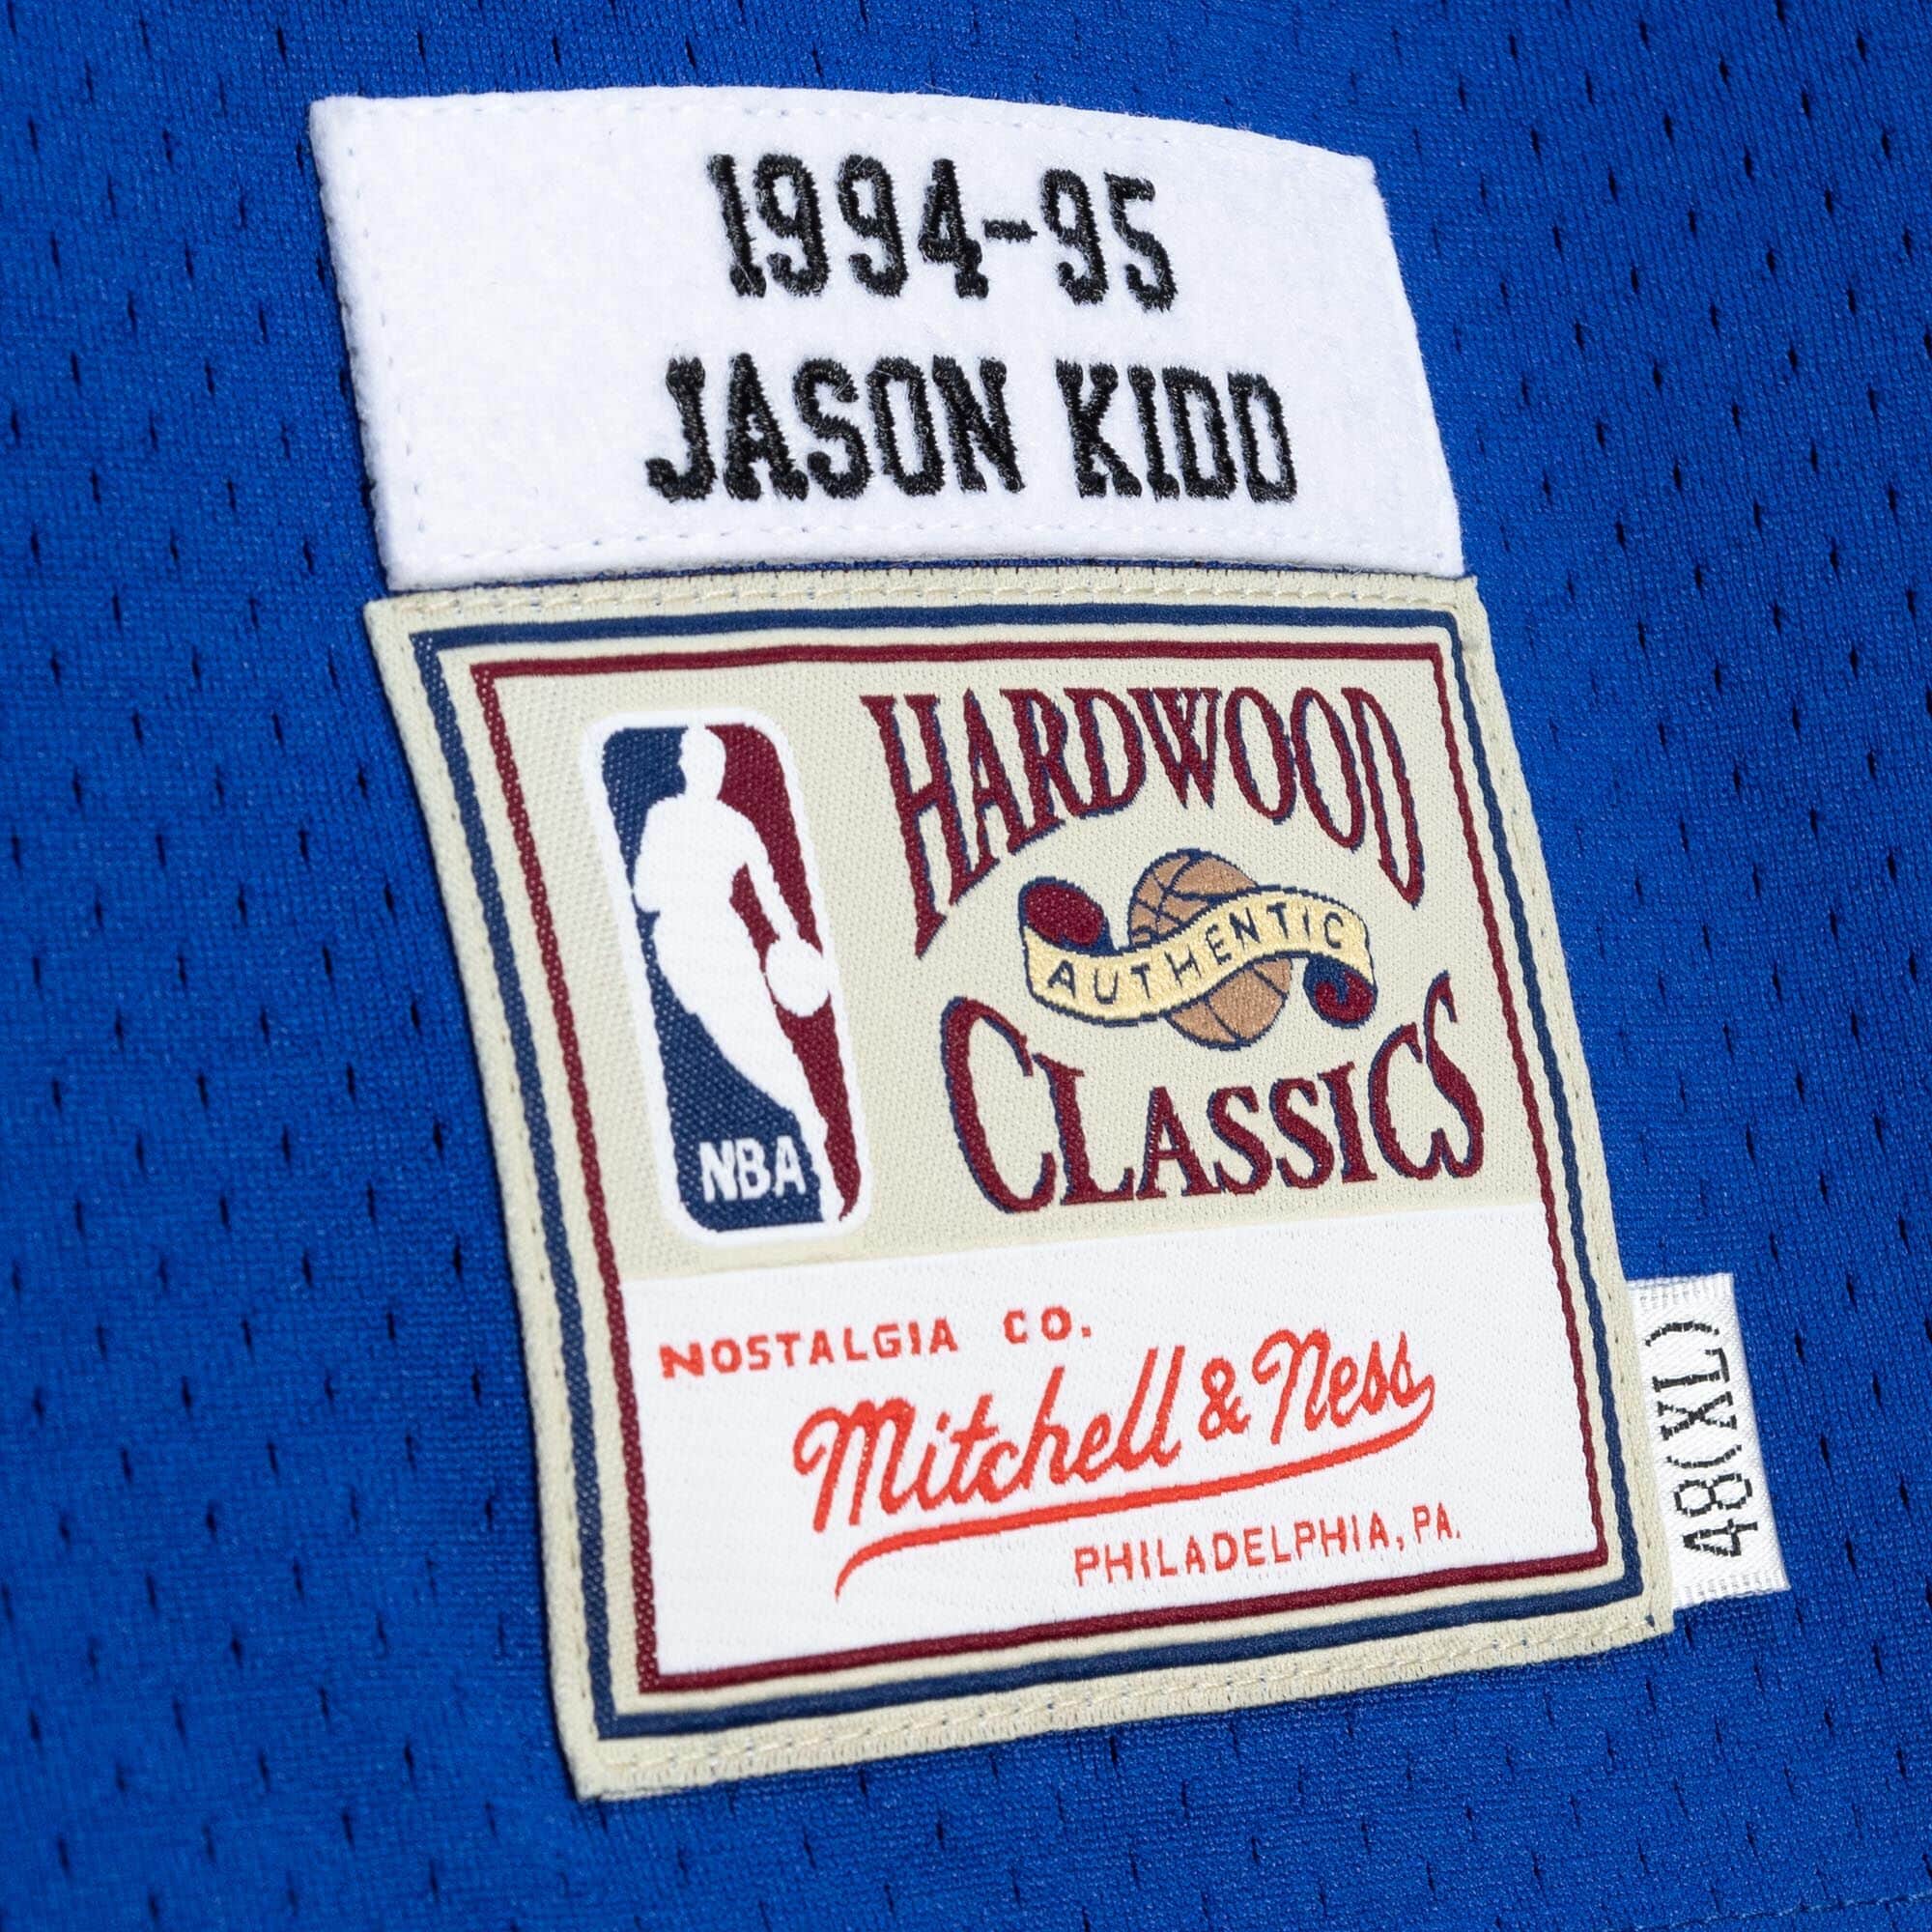 1994-95
JASON KIDD
HARDWOOD
AUTHENTIC
CLASSICS
NBA
NOSTALGIA CO.
Mitchell & Ness
PHILADELPHIA, PA.
48(XL)